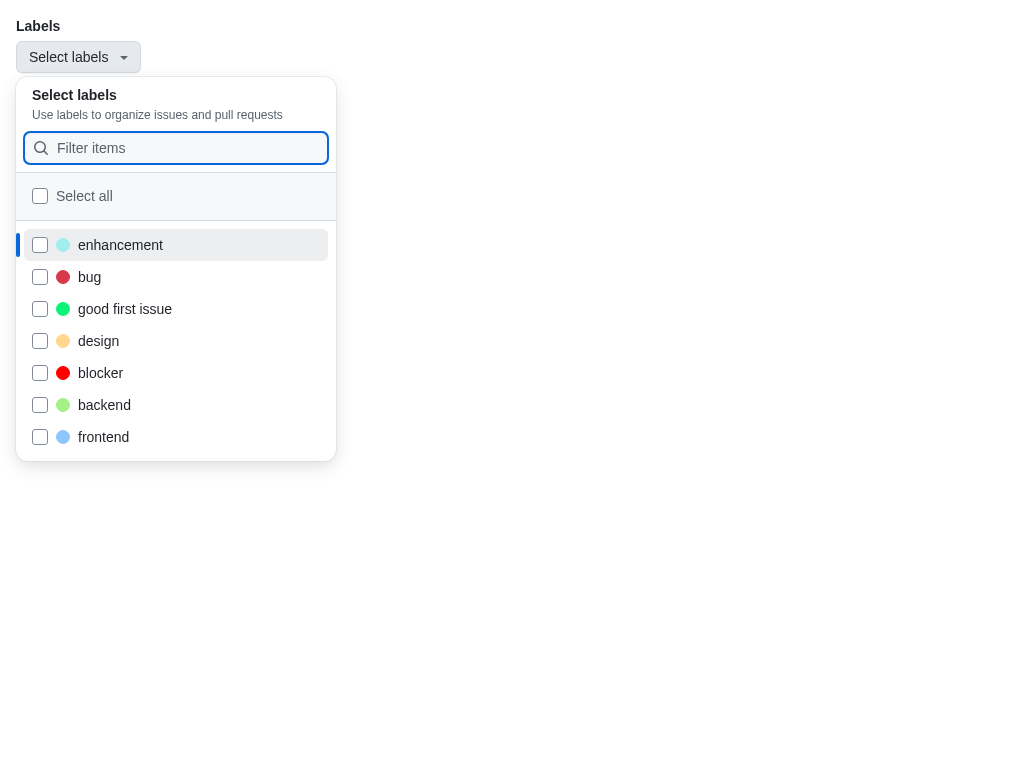 Labels
Select labels
Select labels
Use labels to organize issues and pull requests
Filter items
Select all
enhancement
bug
good first issue
design
blocker
backend
frontend